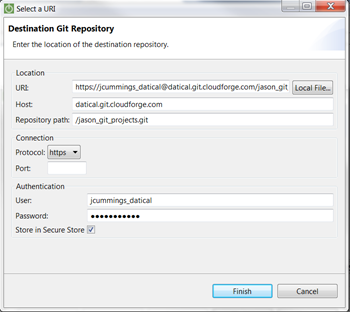 Select a URI
Destination Git Repository
Enter the location of the destination repository.
Location
URI: https://jcummings_datical@datical.git.cloudforge.com/jason_git Local File...
Host: datical.git.cloudforge.com
Repository path: /jason_git_projects.git
Connection
Protocol: https
Port:
Authentication
User: jcummings_datical
Password: ●●●●●●●●●●●
Store in Secure Store
Finish Cancel